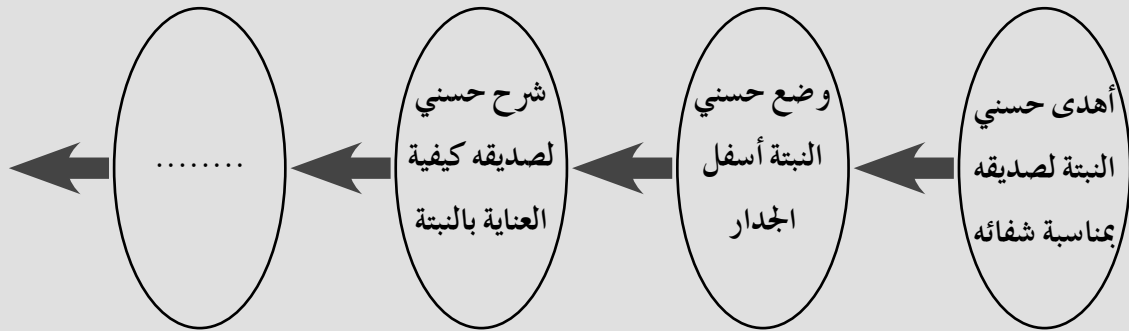 أهدى حسني
النبتة لصديقه
بمناسبة شفائه
وضع حسني
النبتة أسفل
الجدار
شرح حسني
لصديقه كيفية
العناية بالنبتة
........